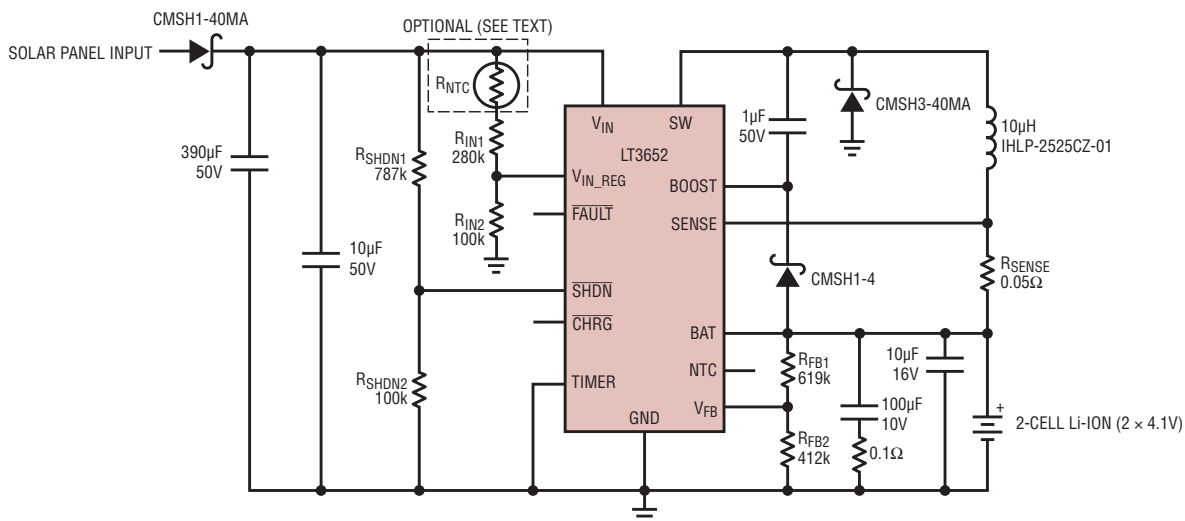 CMSH1-40MA
SOLAR PANEL INPUT
OPTIONAL (SEE TEXT)
RNTC
390µF
50V
10µF
50V
RSHDN1
787k
RSHDN2
100k
RIN1
280k
RIN2
100k
VIN
SW
LT3652
VIN_REG
FAULT
SHDN
CHRG
TIMER
GND
BOOST
SENSE
BAT
NTC
VFB
1µF
50V
CMSH3-40MA
10µH
IHLP-2525CZ-01
CMSH1-4
RSENSE
0.05Ω
RFB1
619k
RFB2
412k
100µF
10V
0.1Ω
10µF
16V
+
2-CELL Li-ION (2 × 4.1V)